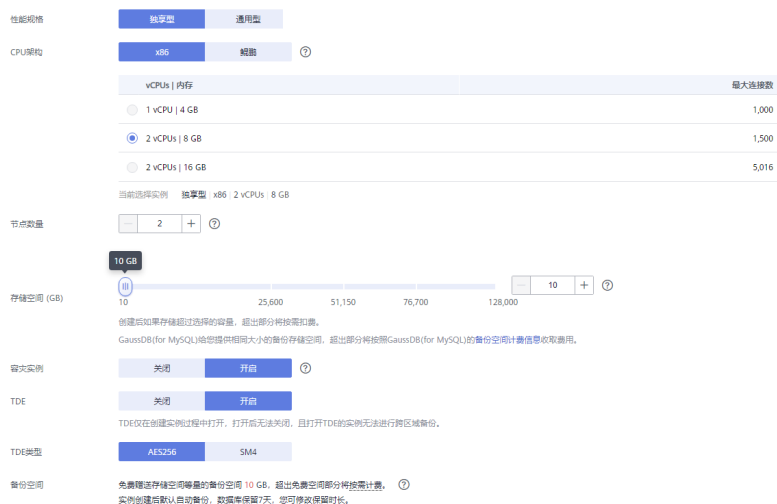 性能规格 独享型 通用型
CPU架构 x86 鲲鹏
vCPUs | 内存 最大连接数
1 vCPU | 4 GB 1,000
2 vCPUs | 8 GB 1,500
2 vCPUs | 16 GB 5,016
当前选择实例 独享型 | x86 | 2 vCPUs | 8 GB
节点数量 2
10 GB
存储空间 (GB) 10
10 25,600 51,150 76,700 128,000
创建后如果存储超过选择的容量，超出部分将按需扣费。
GaussDB(for MySQL)给您提供相同大小的备份存储空间，超出部分将按照GaussDB(for MySQL)的备份空间计费信息收取费用。
容灾实例 关闭 开启
TDE 关闭 开启
TDE仅在创建实例过程中打开，打开后无法关闭，且打开TDE的实例无法进行跨区域备份。
TDE类型 AES256 SM4
备份空间 免费赠送存储空间等量的备份空间 10 GB，超出免费空间部分将按需计费。
实例创建后默认自动备份，数据库保留7天，您可修改保留时长。